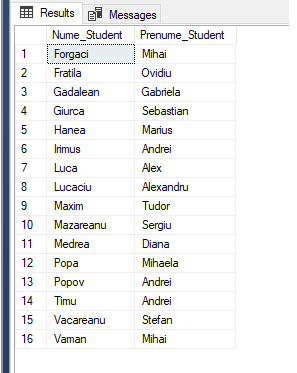 Results Messages
Nume_Student Prenume_Student
1 Forgaci Mihai
2 Fratila Ovidiu
3 Gadalean Gabriela
4 Giurca Sebastian
5 Hanea Marius
6 Irimus Andrei
7 Luca Alex
8 Lucaciu Alexandru
9 Maxim Tudor
10 Mazareanu Sergiu
11 Medrea Diana
12 Popa Mihaela
13 Popov Andrei
14 Timu Andrei
15 Vacareanu Stefan
16 Vaman Mihai